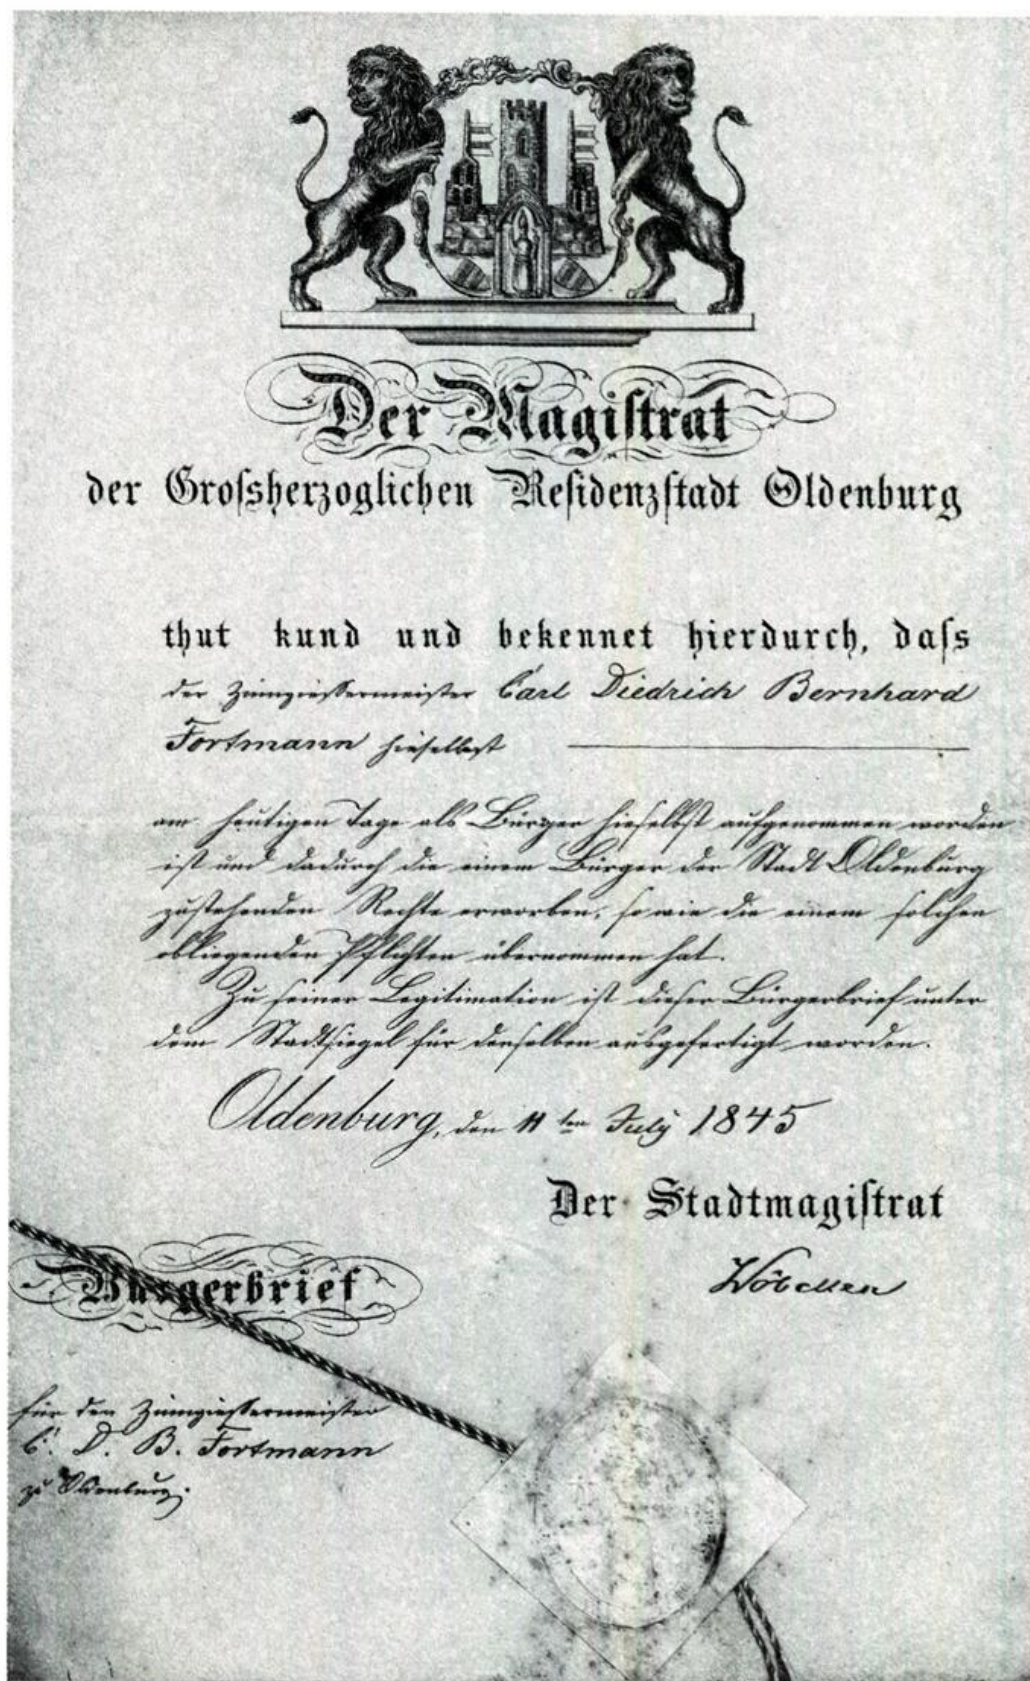 Der Magiſtrat
der Groſsherzoglichen Reſidenzſtadt Oldenburg
thut kund und bekennet hierdurch, daſs
der Zinngiessermeister Carl Diedrich Bernhard
Fortmann hieselbst
am heutigen Tage als Bürger hieselbst aufgenommen worden
ist und dadurch die einem Bürger der Stadt Oldenburg
zustehenden Rechte erworben, so wie die einem solchen
obliegenden Pflichten übernommen hat.
Zu seiner Legitimation ist dieser Bürgerbrief unter
dem Stadtsiegel für denselben ausgefertigt worden.
Oldenburg, den 11ten July 1845
Der Stadtmagiſtrat
Wöbcken
Bürgerbrief
für den Zinngiessermeister
C. D. B. Fortmann
zu Oldenburg.